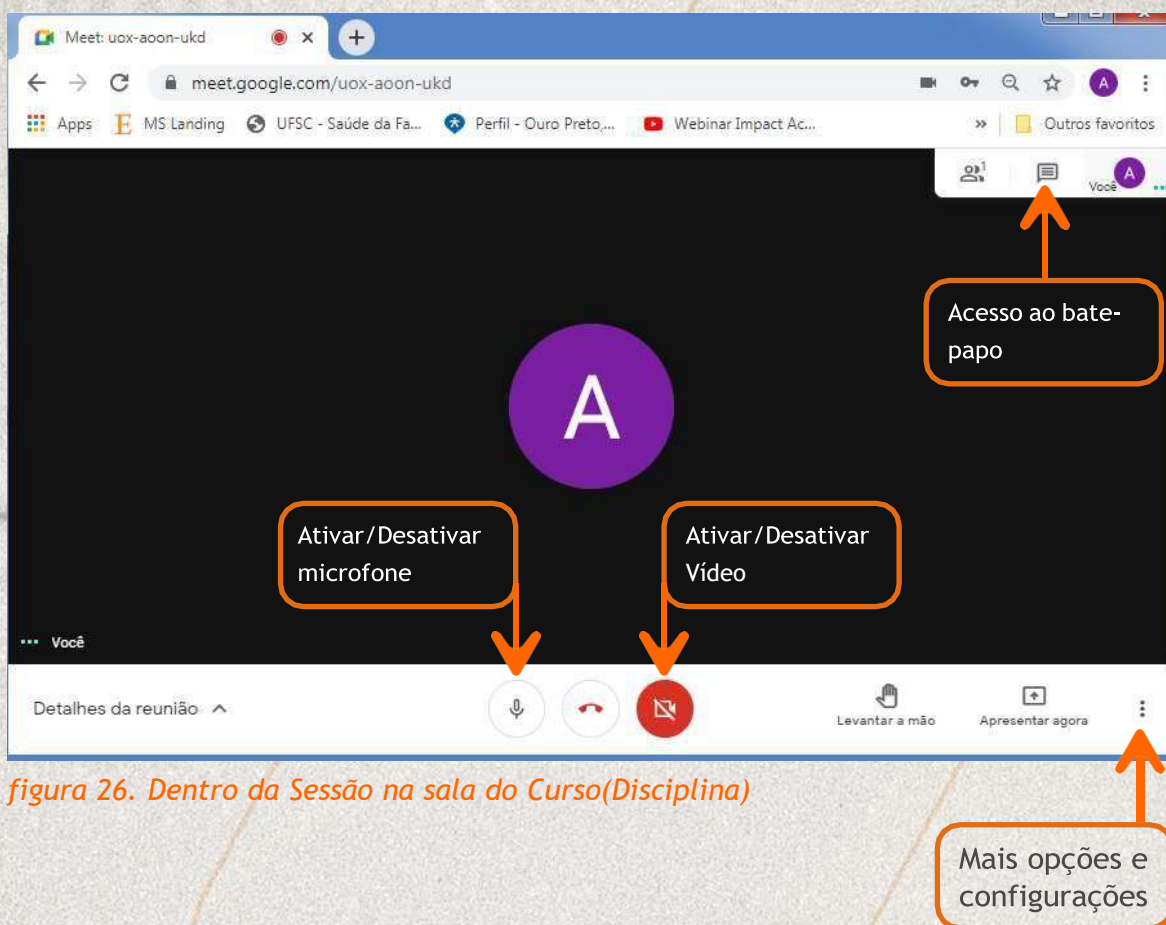 Meet: uox-aoon-ukd
meet.google.com/uox-aoon-ukd
A
Apps
MS Landing
UFSC - Saúde da Fa...
Perfil - Ouro Preto,...
Webinar Impact Ac...
»
Outros favoritos
1
Você
A
Acesso ao bate-
papo
A
Ativar/Desativar
microfone
Ativar/Desativar
Vídeo
Você
Detalhes da reunião
Levantar a mão
Apresentar agora
figura 26. Dentro da Sessão na sala do Curso(Disciplina)
Mais opções e
configurações